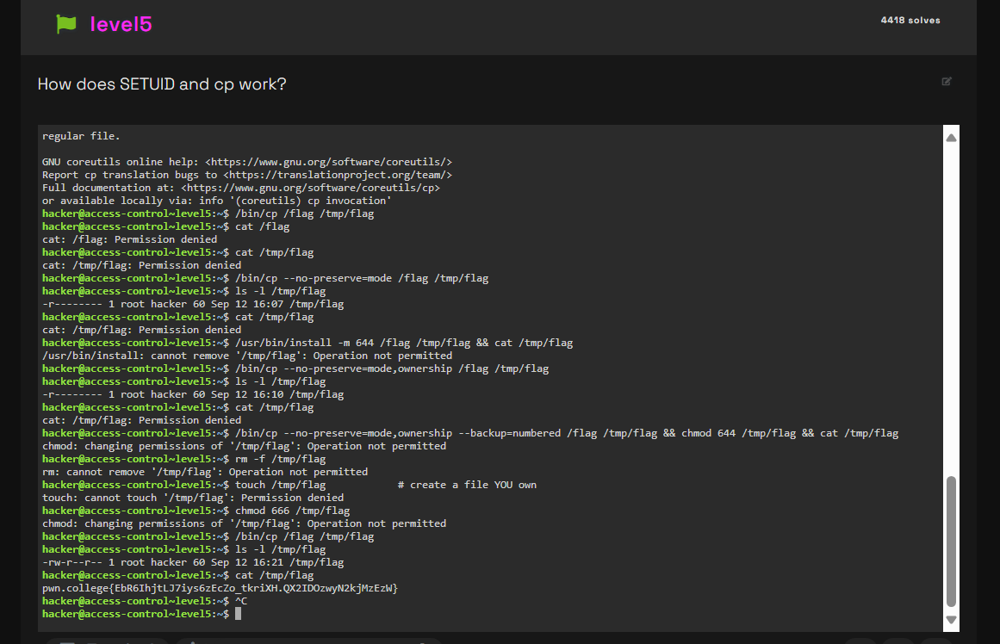 level5
4418 solves
How does SETUID and cp work?
regular file.
GNU coreutils online help: <https://www.gnu.org/software/coreutils/>
Report cp translation bugs to <https://translationproject.org/team/>
Full documentation at: <https://www.gnu.org/software/coreutils/cp>
or available locally via: info '(coreutils) cp invocation'
hacker@access-control~level5:~$ /bin/cp /flag /tmp/flag
hacker@access-control~level5:~$ cat /flag
cat: /flag: Permission denied
hacker@access-control~level5:~$ cat /tmp/flag
cat: /tmp/flag: Permission denied
hacker@access-control~level5:~$ /bin/cp --no-preserve=mode /flag /tmp/flag
hacker@access-control~level5:~$ ls -l /tmp/flag
-r-------- 1 root hacker 60 Sep 12 16:07 /tmp/flag
hacker@access-control~level5:~$ cat /tmp/flag
cat: /tmp/flag: Permission denied
hacker@access-control~level5:~$ /usr/bin/install -m 644 /flag /tmp/flag && cat /tmp/flag
/usr/bin/install: cannot remove '/tmp/flag': Operation not permitted
hacker@access-control~level5:~$ /bin/cp --no-preserve=mode,ownership /flag /tmp/flag
hacker@access-control~level5:~$ ls -l /tmp/flag
-r-------- 1 root hacker 60 Sep 12 16:10 /tmp/flag
hacker@access-control~level5:~$ cat /tmp/flag
cat: /tmp/flag: Permission denied
hacker@access-control~level5:~$ /bin/cp --no-preserve=mode,ownership --backup=numbered /flag /tmp/flag && chmod 644 /tmp/flag && cat /tmp/flag
chmod: changing permissions of '/tmp/flag': Operation not permitted
hacker@access-control~level5:~$ rm -f /tmp/flag
rm: cannot remove '/tmp/flag': Operation not permitted
hacker@access-control~level5:~$ touch /tmp/flag           # create a file YOU own
touch: cannot touch '/tmp/flag': Permission denied
hacker@access-control~level5:~$ chmod 666 /tmp/flag
chmod: changing permissions of '/tmp/flag': Operation not permitted
hacker@access-control~level5:~$ /bin/cp /flag /tmp/flag
hacker@access-control~level5:~$ ls -l /tmp/flag
-rw-r--r-- 1 root hacker 60 Sep 12 16:21 /tmp/flag
hacker@access-control~level5:~$ cat /tmp/flag
pwn.college{EbR6IhjtLJ7iys6zEcZo_tkriXH.QX2IDOzwyN2kjMzEzW}
hacker@access-control~level5:~$ ^C
hacker@access-control~level5:~$